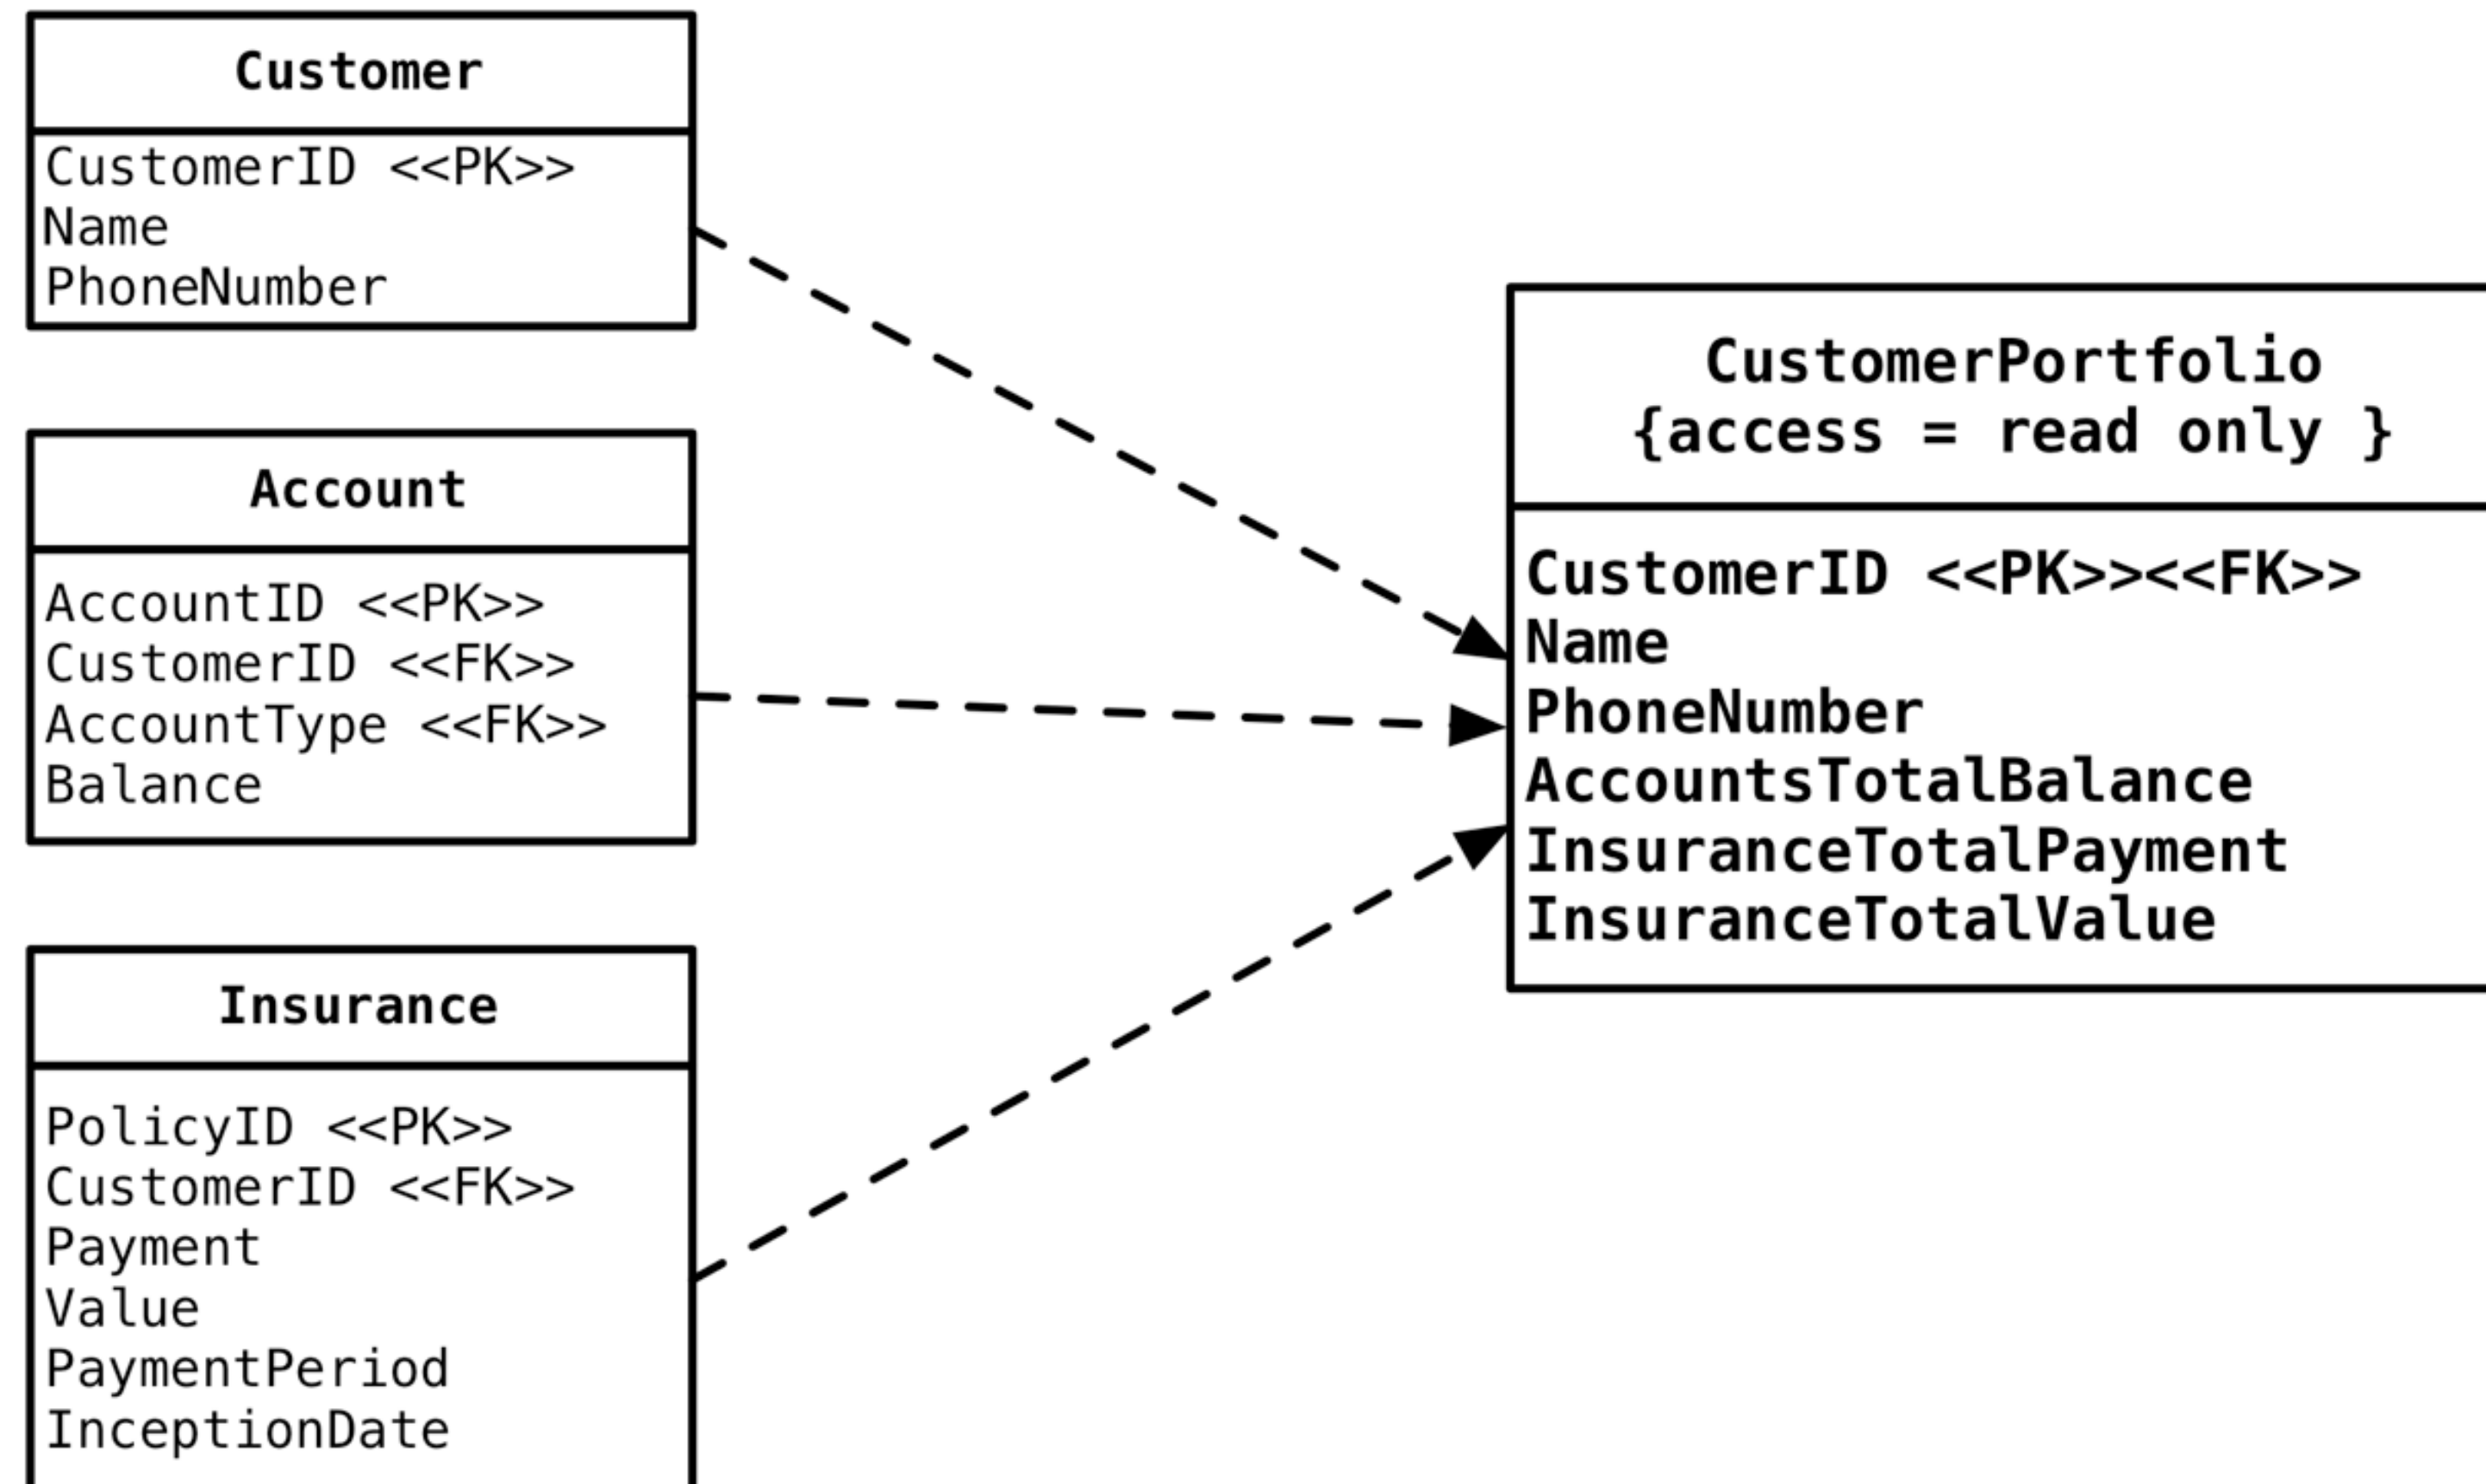 Customer
CustomerID <<PK>>
Name
PhoneNumber
Account
AccountID <<PK>>
CustomerID <<FK>>
AccountType <<FK>>
Balance
Insurance
PolicyID <<PK>>
CustomerID <<FK>>
Payment
Value
PaymentPeriod
InceptionDate
CustomerPortfolio
{access = read only }
CustomerID <<PK>><<FK>>
Name
PhoneNumber
AccountsTotalBalance
InsuranceTotalPayment
InsuranceTotalValue